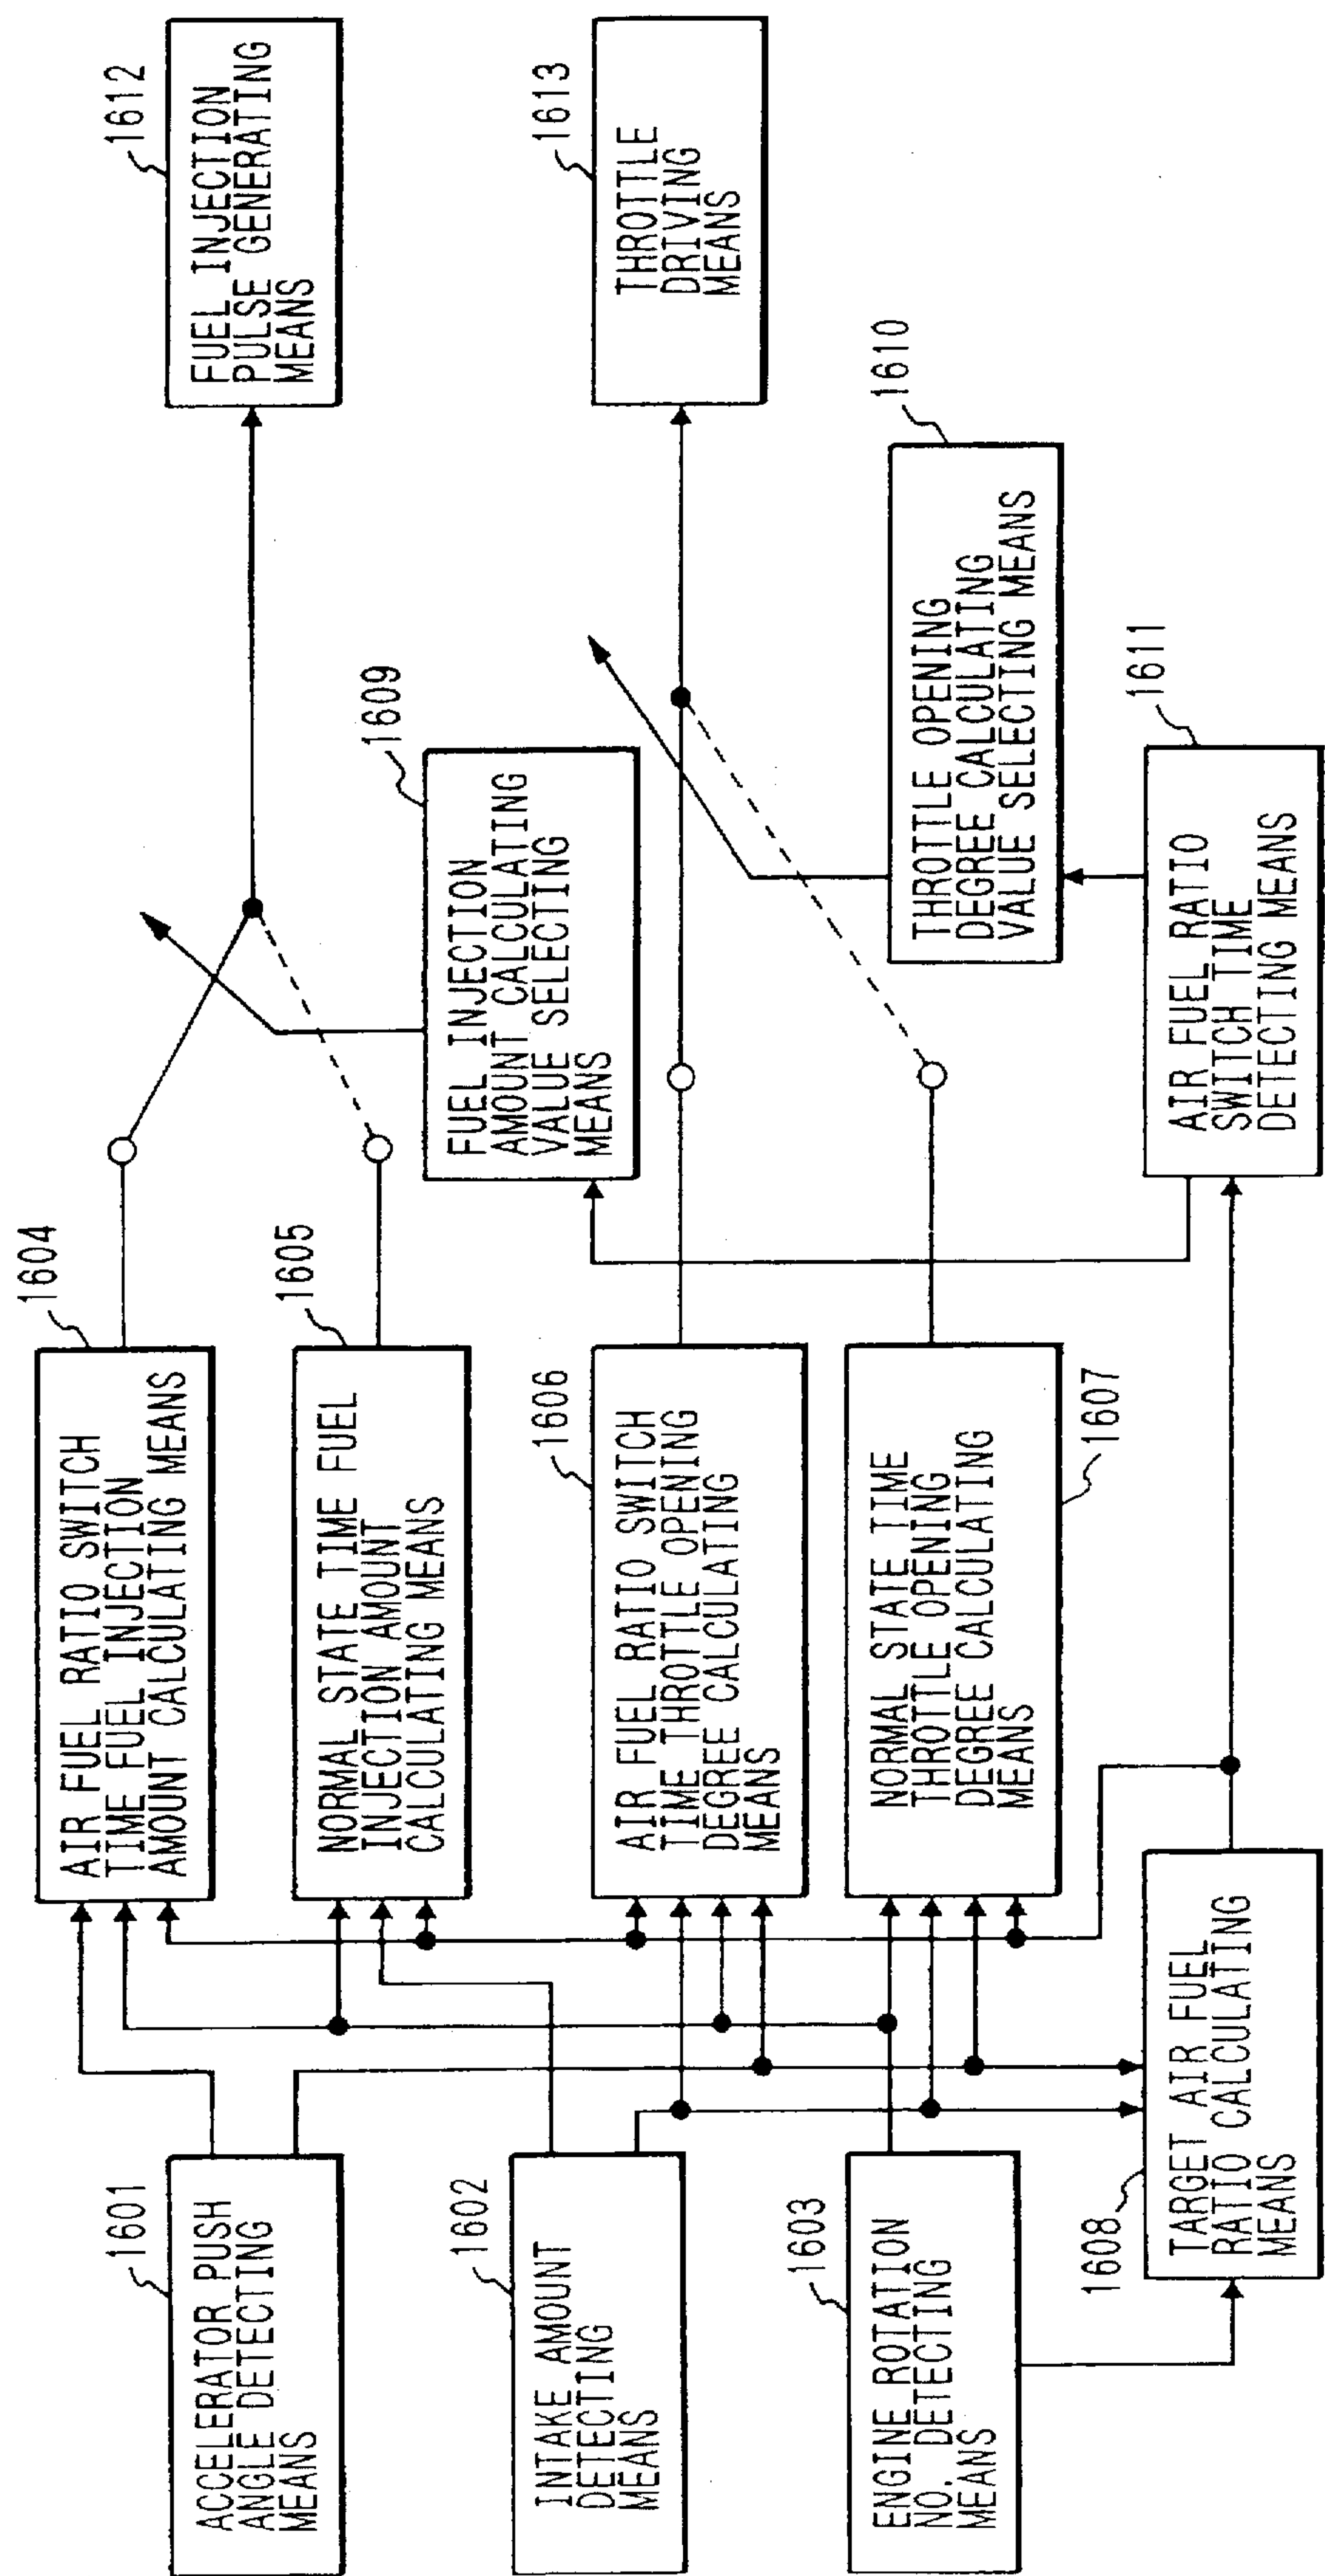 1601
ACCELERATOR PUSH
ANGLE DETECTING
MEANS
1602
INTAKE AMOUNT
DETECTING
MEANS
1603
ENGINE ROTATION
NO. DETECTING
MEANS
1604
AIR FUEL RATIO SWITCH
TIME FUEL INJECTION
AMOUNT CALCULATING MEANS
1605
NORMAL STATE TIME FUEL
INJECTION AMOUNT
CALCULATING MEANS
1606
AIR FUEL RATIO SWITCH
TIME THROTTLE OPENING
DEGREE CALCULATING
MEANS
1607
NORMAL STATE TIME
THROTTLE OPENING
DEGREE CALCULATING
MEANS
1608
TARGET AIR FUEL
RATIO CALCULATING
MEANS
1609
FUEL INJECTION
AMOUNT CALCULATING
VALUE SELECTING
MEANS
1610
THROTTLE OPENING
DEGREE CALCULATING
VALUE SELECTING MEANS
1611
AIR FUEL RATIO
SWITCH TIME
DETECTING MEANS
1612
FUEL INJECTION
PULSE GENERATING
MEANS
1613
THROTTLE
DRIVING
MEANS